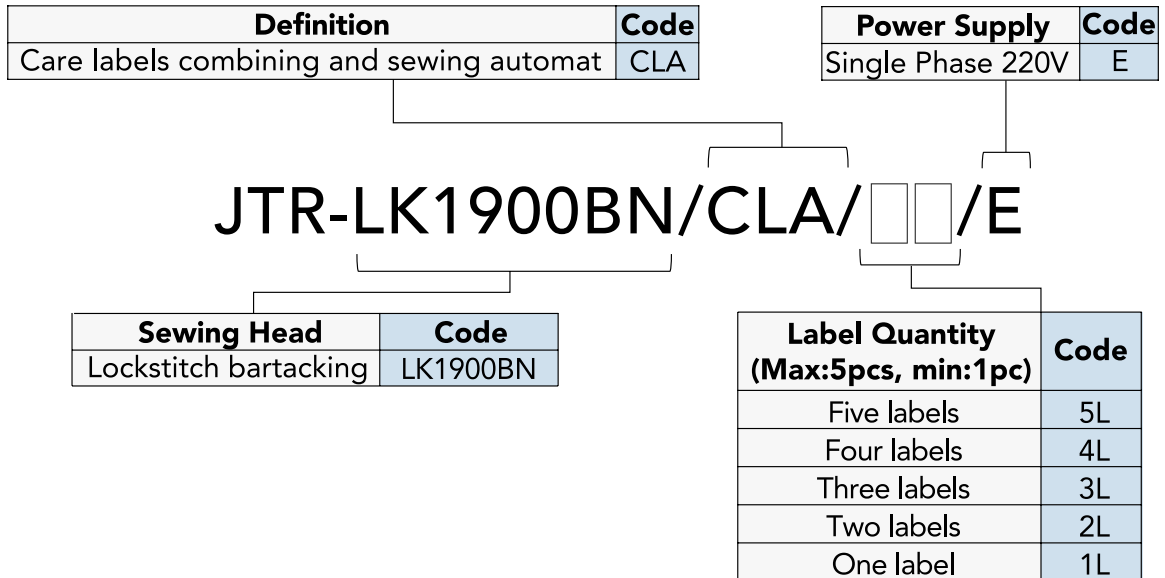 Definition Code
Care labels combining and sewing automat CLA
Power Supply Code
Single Phase 220V E
JTR-LK1900BN/CLA/□□/E
Sewing Head Code
Lockstitch bartacking LK1900BN
Label Quantity
(Max:5pcs, min:1pc) Code
Five labels 5L
Four labels 4L
Three labels 3L
Two labels 2L
One label 1L